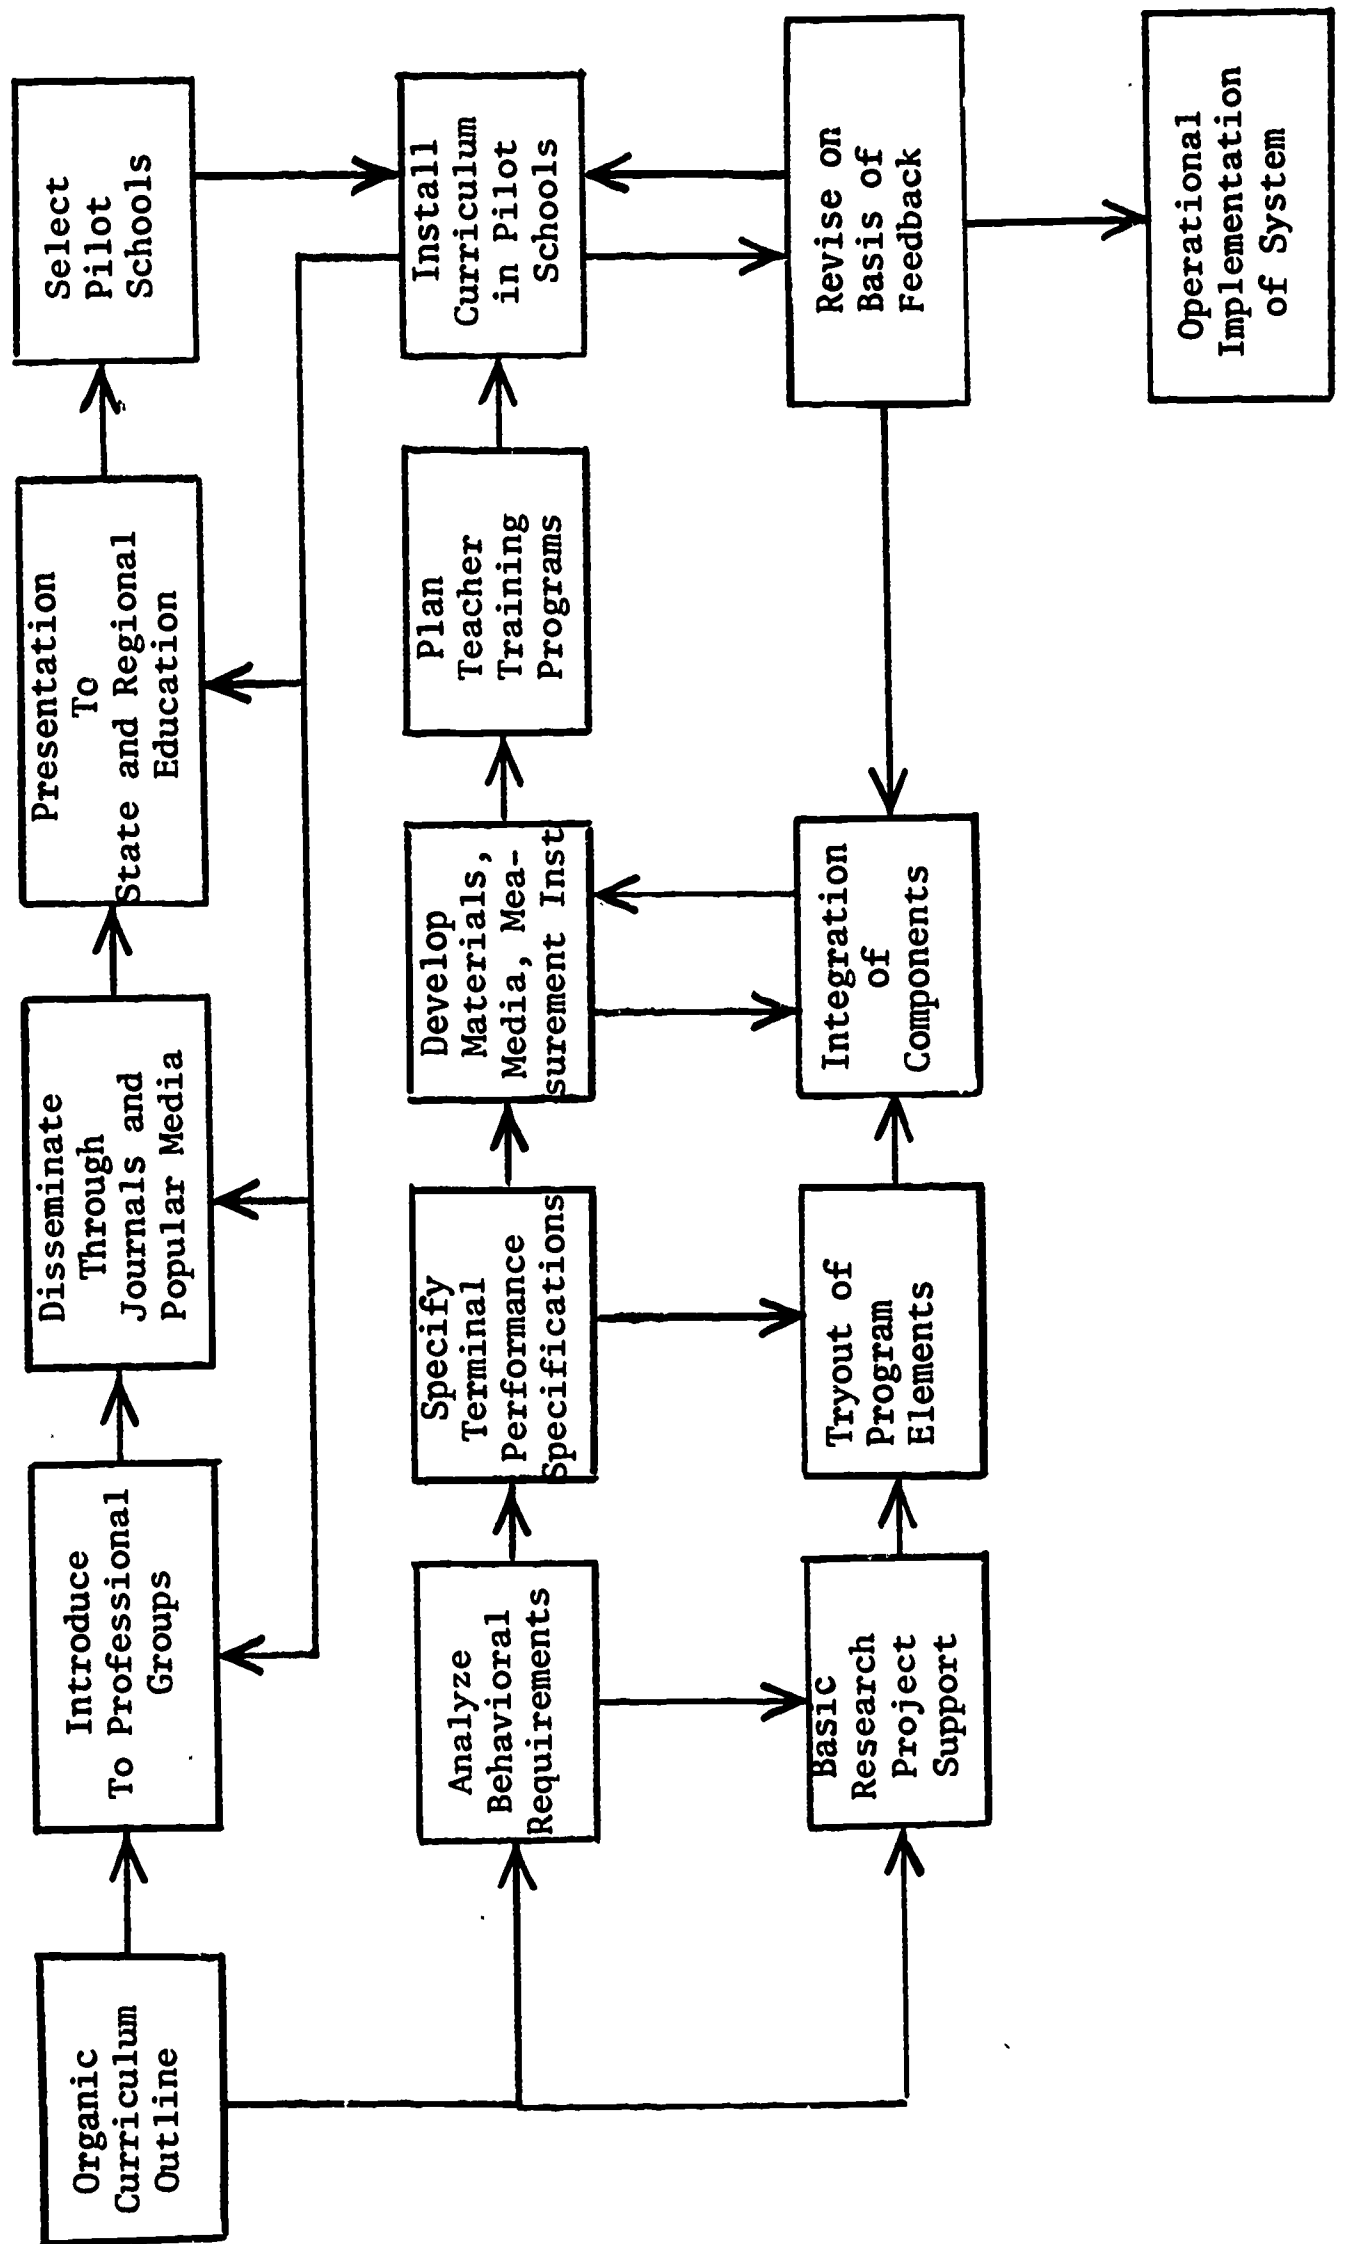 Organic
Curriculum
Outline
Introduce
To Professional
Groups
Disseminate
Through
Journals and
Popular Media
Presentation
To
State and Regional
Education
Select
Pilot
Schools
Analyze
Behavioral
Requirements
Specify
Terminal
Performance
Specifications
Develop
Materials,
Media, Mea-
surement Inst
Plan
Teacher
Training
Programs
Install
Curriculum
in Pilot
Schools
Basic
Research
Project
Support
Tryout of
Program
Elements
Integration
of
Components
Revise on
Basis of
Feedback
Operational
Implementation
of System